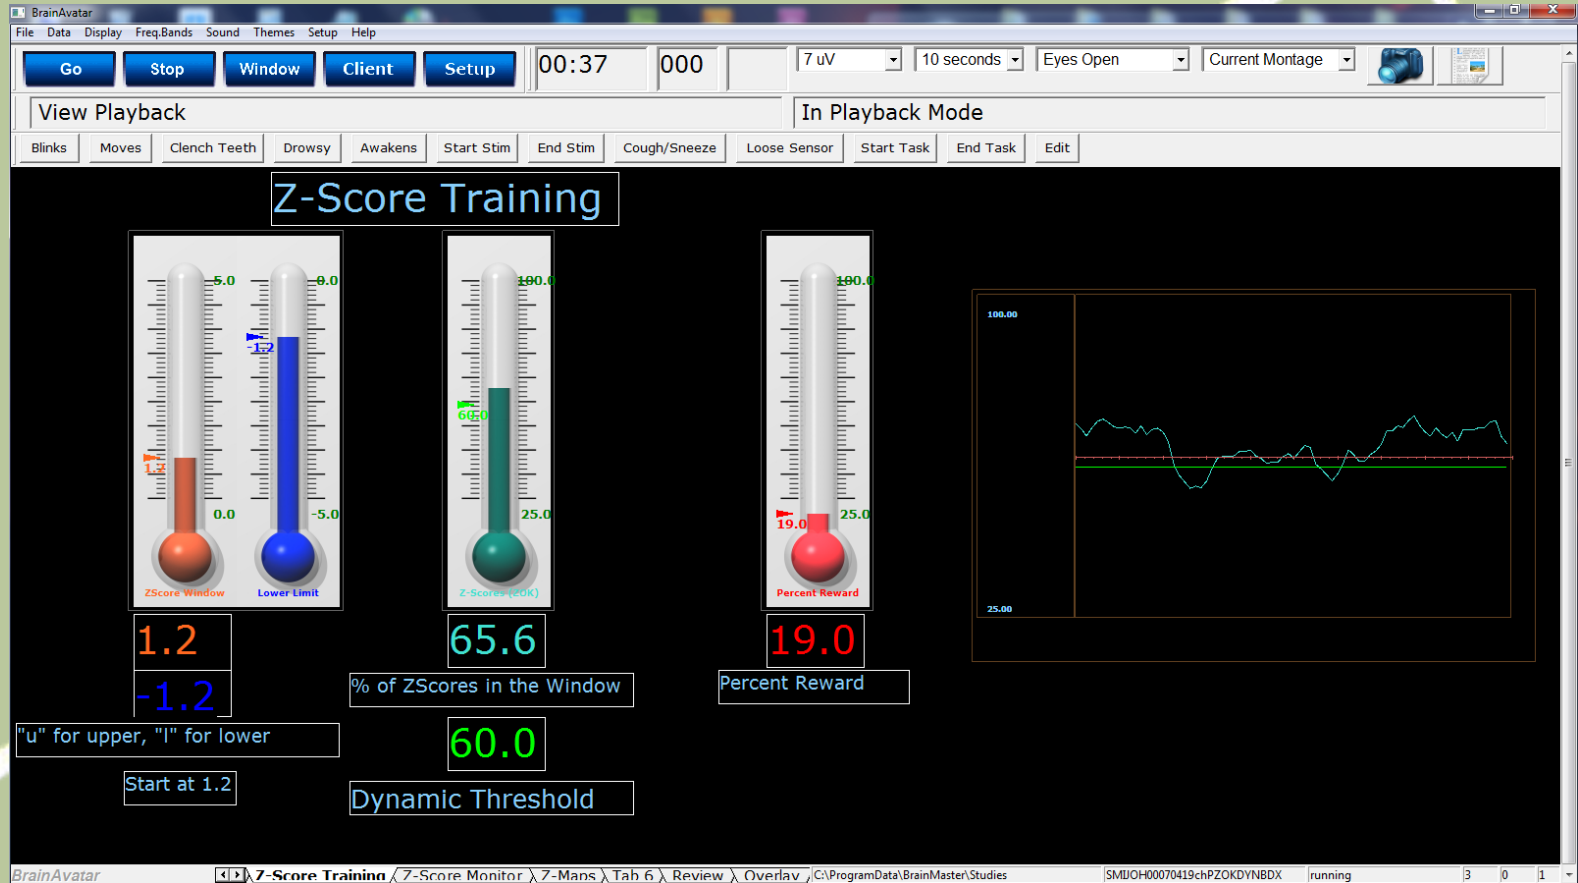 BrainAvatar
File Data Display Freq.Bands Sound Themes Setup Help
Go Stop Window Client Setup 00:37 000 7 uV 10 seconds Eyes Open Current Montage
View Playback In Playback Mode
Blinks Moves Clench Teeth Drowsy Awakens Start Stim End Stim Cough/Sneeze Loose Sensor Start Task End Task Edit
Z-Score Training
5.0 0.0 100.0 100.0
100.00
-1.2
60.0
1.2
0.0 -5.0 25.0 19.0 25.0
ZScore Window Lower Limit Z-Scores (ZOK) Percent Reward
25.00
1.2 65.6 19.0
-1.2 % of ZScores in the Window Percent Reward
"u" for upper, "l" for lower 60.0
Start at 1.2 Dynamic Threshold
BrainAvatar Z-Score Training Z-Score Monitor Z-Maps Tab 6 Review Overlay C:\ProgramData\BrainMaster\Studies SMIJOH00070419chPZOKDYNBDX running 3 0 1